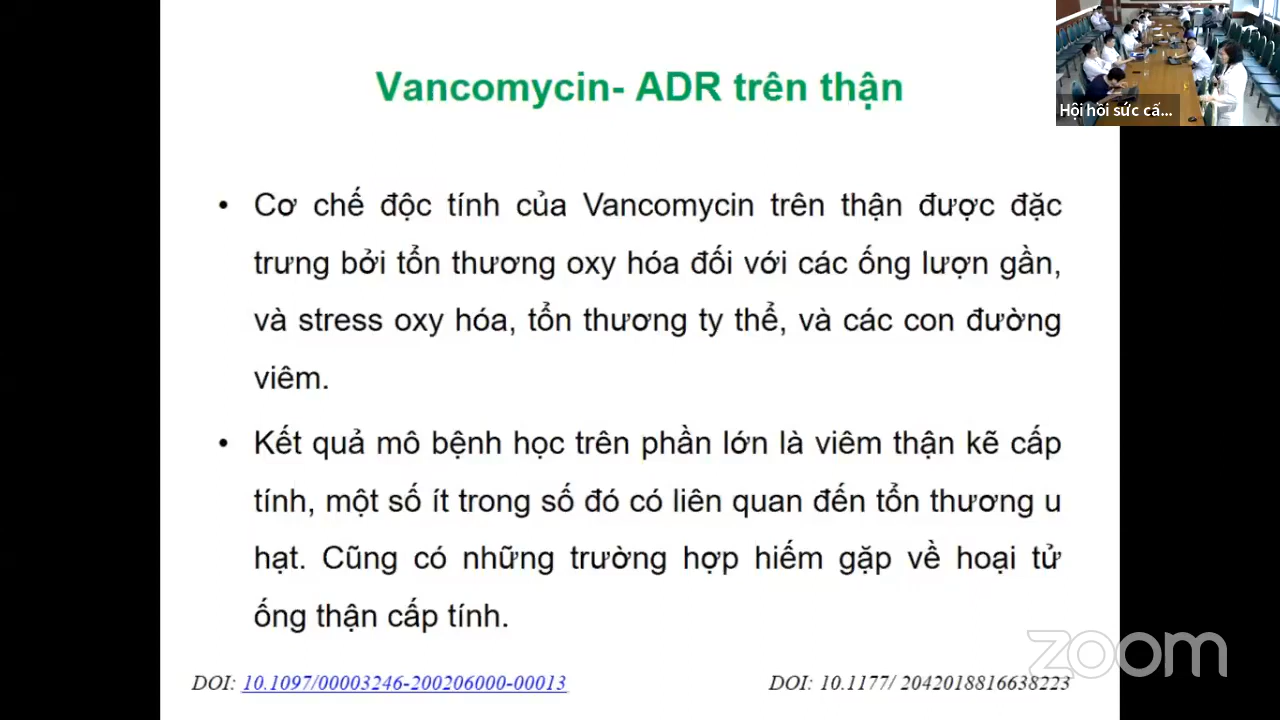 Vancomycin- ADR trên thận
Hội hồi sức cấ...
• Cơ chế độc tính của Vancomycin trên thận được đặc
trưng bởi tổn thương oxy hóa đối với các ống lượn gần,
và stress oxy hóa, tổn thương ty thể, và các con đường
viêm.
• Kết quả mô bệnh học trên phần lớn là viêm thận kẽ cấp
tính, một số ít trong số đó có liên quan đến tổn thương u
hạt. Cũng có những trường hợp hiếm gặp về hoại tử
ống thận cấp tính.
zoom
DOI: 10.1097/00003246-200206000-00013
DOI: 10.1177/ 2042018816638223